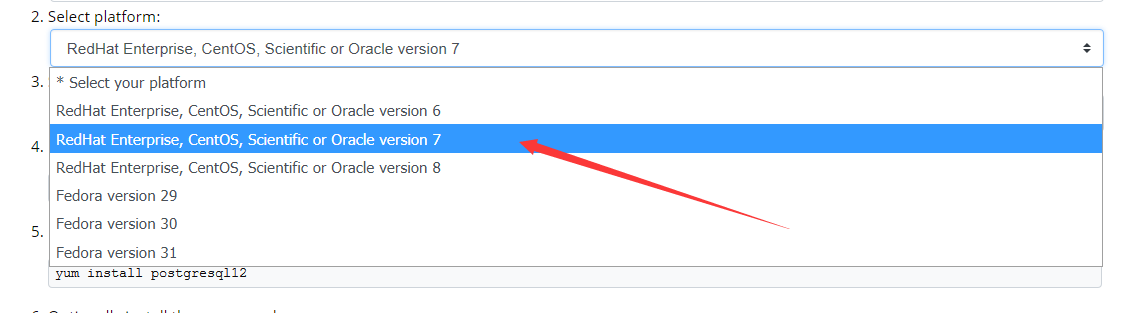 2. Select platform:
RedHat Enterprise, CentOS, Scientific or Oracle version 7
3.
* Select your platform
RedHat Enterprise, CentOS, Scientific or Oracle version 6
4.
RedHat Enterprise, CentOS, Scientific or Oracle version 7
RedHat Enterprise, CentOS, Scientific or Oracle version 8
Fedora version 29
Fedora version 30
5.
Fedora version 31
yum install postgresql12